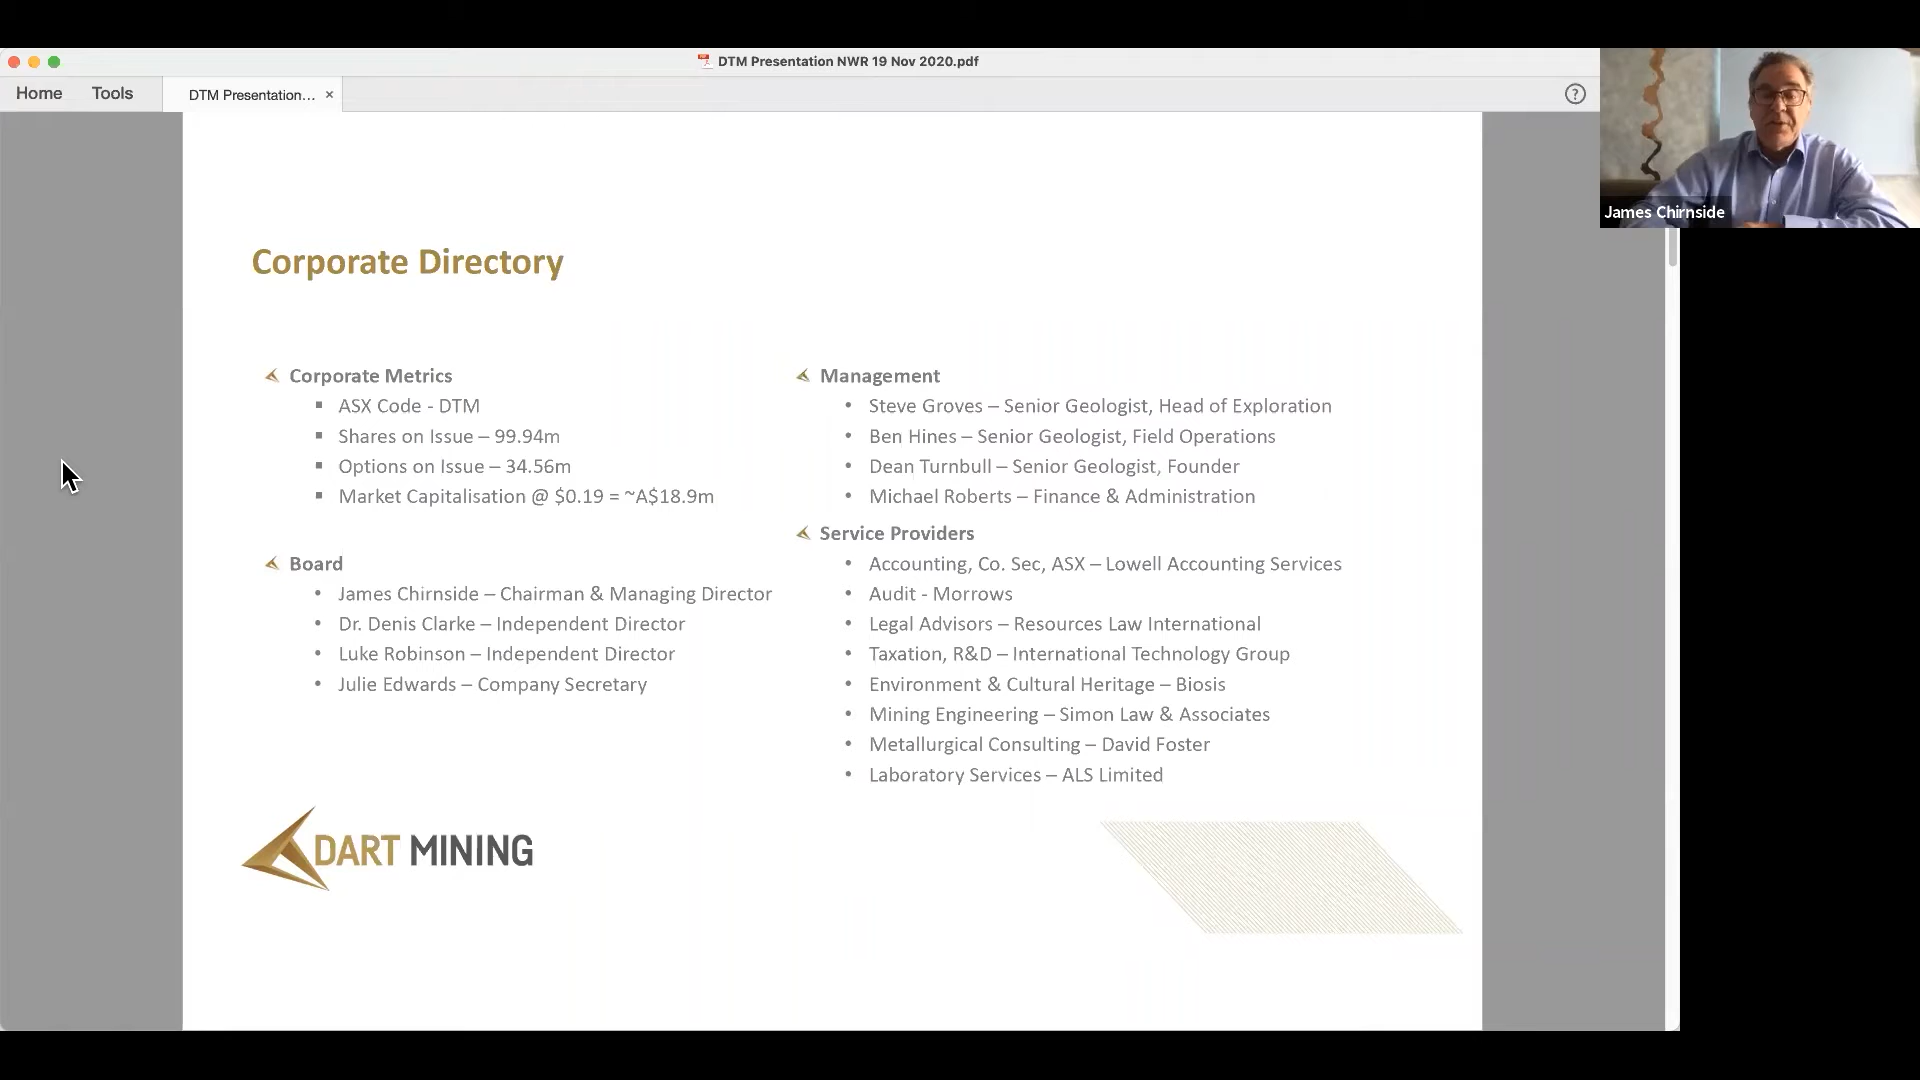 DTM Presentation NWR 19 Nov 2020.pdf
Home
Tools
DTM Presentation...
James Chirnside
Corporate Directory
Corporate Metrics
ASX Code - DTM
Shares on Issue – 99.94m
Options on Issue – 34.56m
Market Capitalisation @ $0.19 = ~A$18.9m
Board
James Chirnside – Chairman & Managing Director
Dr. Denis Clarke – Independent Director
Luke Robinson – Independent Director
Julie Edwards – Company Secretary
Management
Steve Groves – Senior Geologist, Head of Exploration
Ben Hines – Senior Geologist, Field Operations
Dean Turnbull – Senior Geologist, Founder
Michael Roberts – Finance & Administration
Service Providers
Accounting, Co. Sec, ASX – Lowell Accounting Services
Audit - Morrows
Legal Advisors – Resources Law International
Taxation, R&D – International Technology Group
Environment & Cultural Heritage – Biosis
Mining Engineering – Simon Law & Associates
Metallurgical Consulting – David Foster
Laboratory Services – ALS Limited
DART MINING